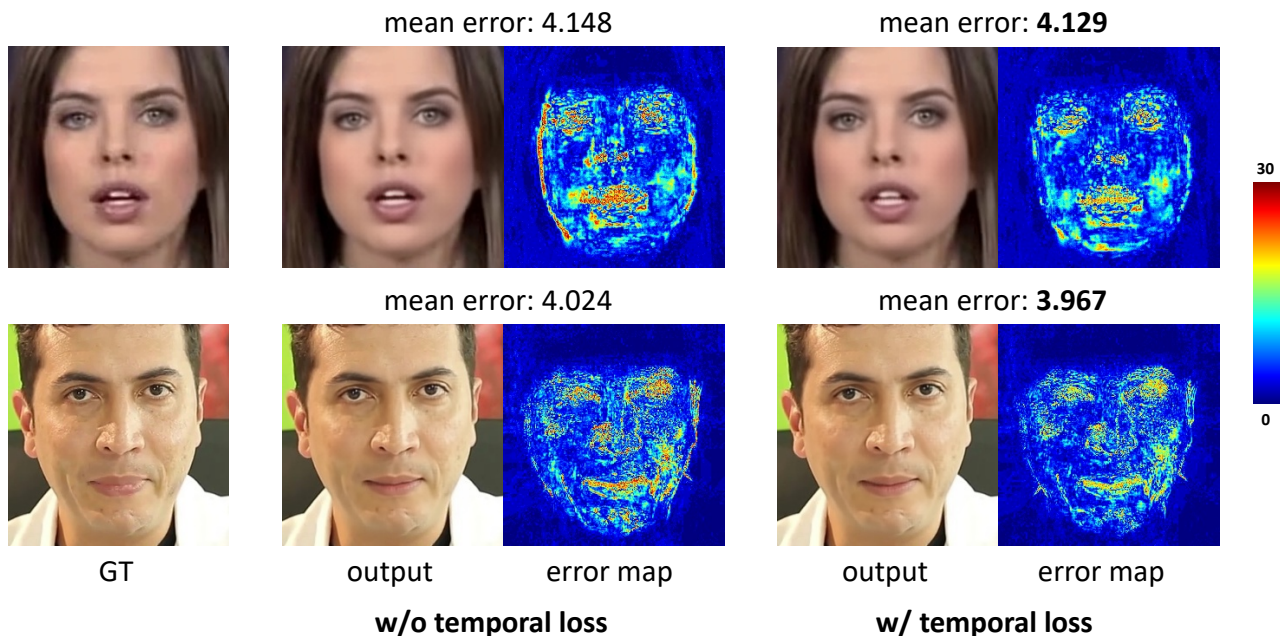 mean error: 4.148
mean error: 4.129
30
0
mean error: 4.024
mean error: 3.967
GT
output
error map
output
error map
w/o temporal loss
w/ temporal loss